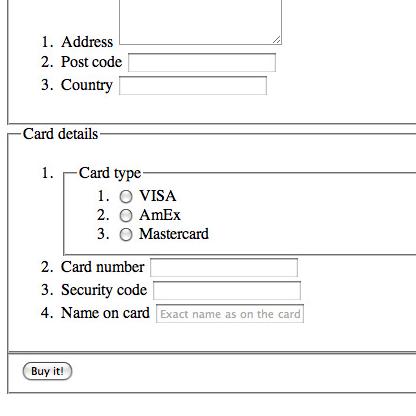 1. Address
2. Post code
3. Country
Card details
1. Card type
1. VISA
2. AmEx
3. Mastercard
2. Card number
3. Security code
4. Name on card Exact name as on the card
Buy it!